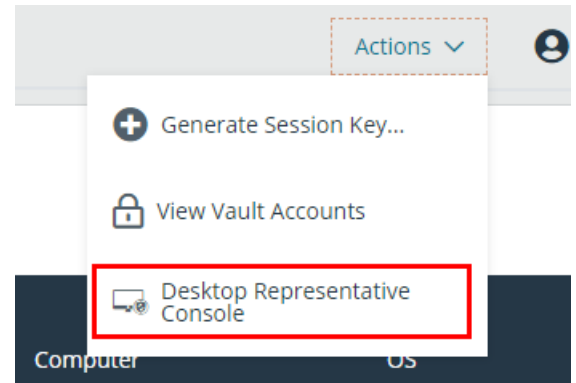 Actions
Generate Session Key...
View Vault Accounts
Desktop Representative
Console
Computer OS